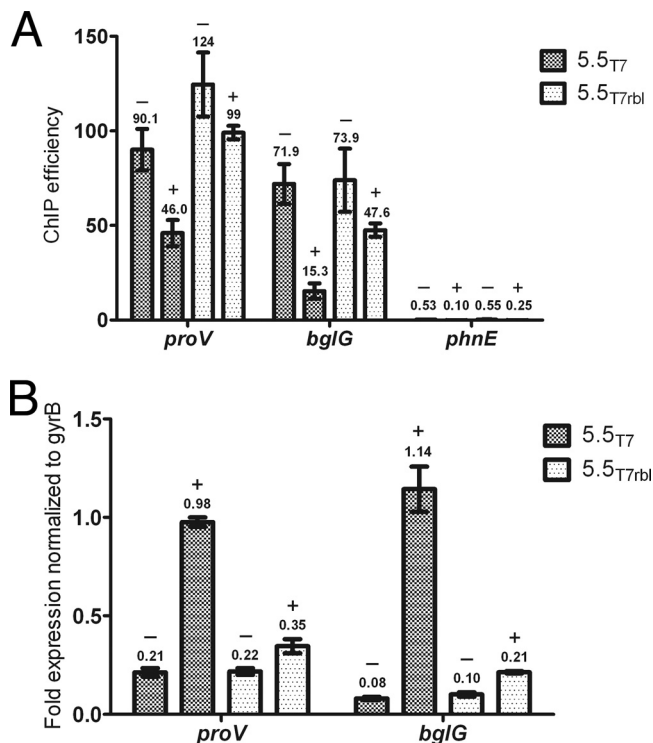 A
150
100
50
0
ChIP efficiency
− 90.1
+ 46.0
− 124
+ 99
− 71.9
+ 15.3
− 73.9
+ 47.6
− + − +
0.53 0.10 0.55 0.25
proV bglG phnE
5.5T7
5.5T7rbl
B
1.5
1.0
0.5
0.0
Fold expression normalized to gyrB
− 0.21
+ 0.98
− 0.22
+ 0.35
− 0.08
+ 1.14
− 0.10
+ 0.21
proV bglG
5.5T7
5.5T7rbl